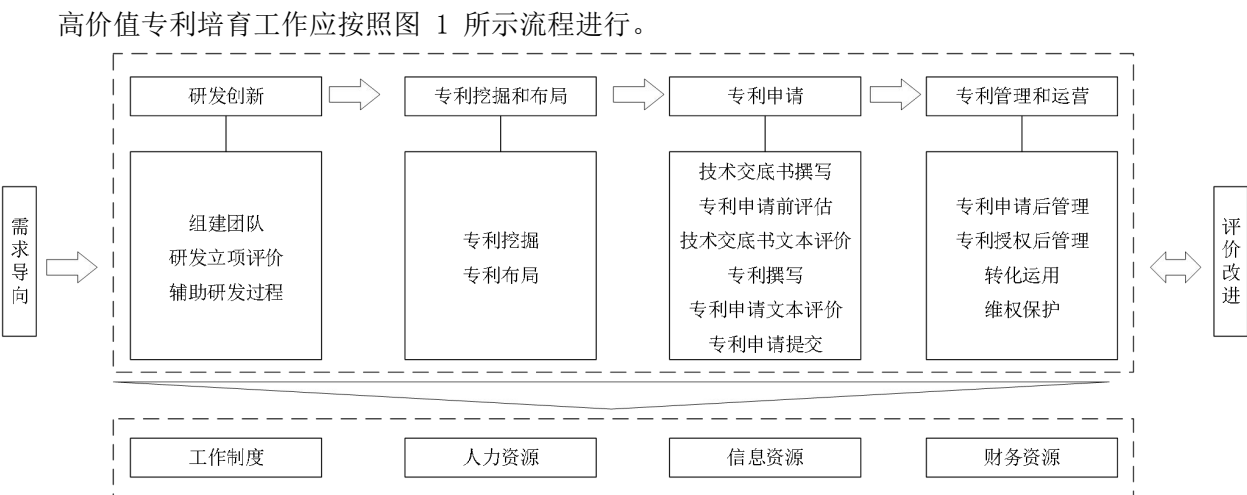 高价值专利培育工作应按照图 1 所示流程进行。
研发创新
专利挖掘和布局
专利申请
专利管理和运营
需求导向
组建团队
研发立项评价
辅助研发过程
专利挖掘
专利布局
技术交底书撰写
专利申请前评估
技术交底书文本评价
专利撰写
专利申请文本评价
专利申请提交
专利申请后管理
专利授权后管理
转化运用
维权保护
评价改进
工作制度
人力资源
信息资源
财务资源